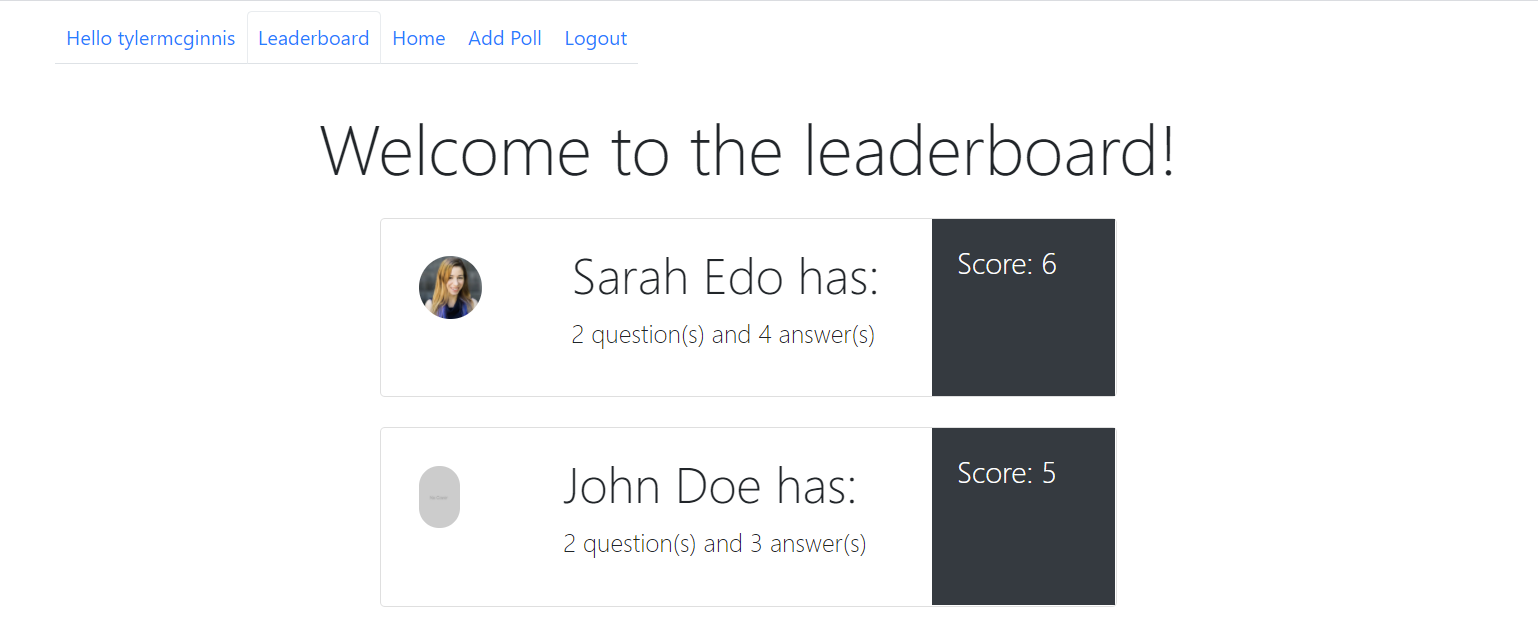 Hello tylermcginnis Leaderboard Home Add Poll Logout
Welcome to the leaderboard!
Sarah Edo has:
2 question(s) and 4 answer(s)
Score: 6
John Doe has:
2 question(s) and 3 answer(s)
Score: 5